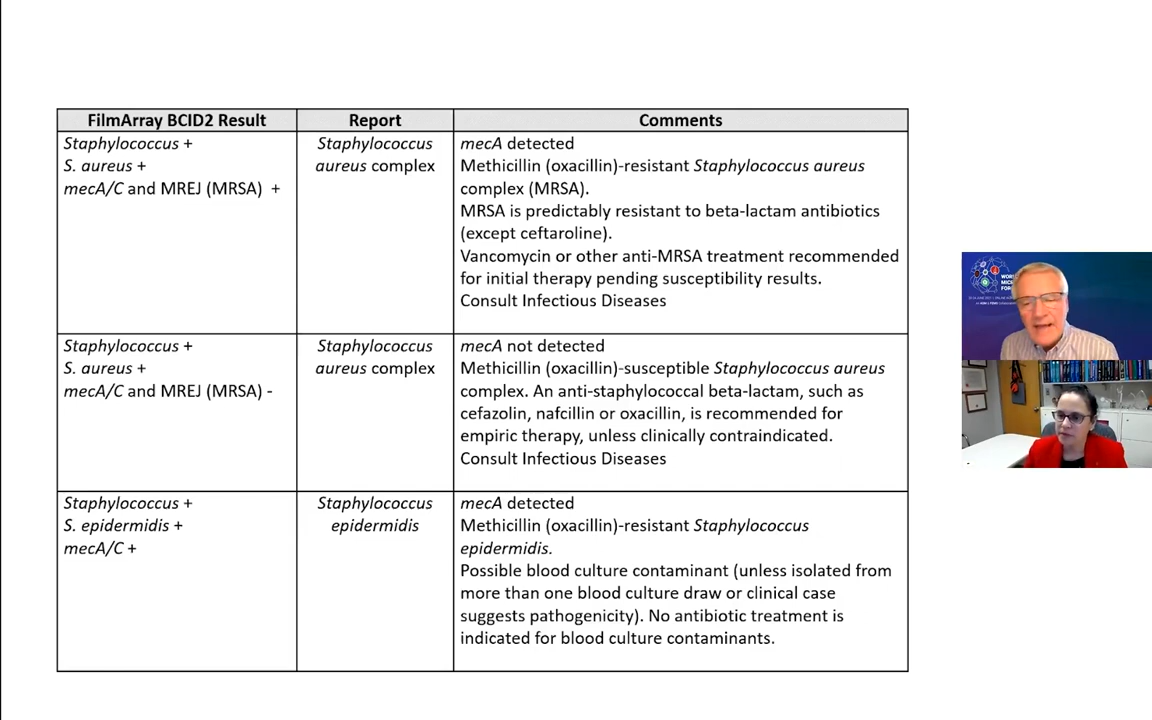 FilmArray BCID2 Result
Report
Comments
Staphylococcus +
S. aureus +
mecA/C and MREJ (MRSA) +
Staphylococcus
aureus complex
mecA detected
Methicillin (oxacillin)-resistant Staphylococcus aureus
complex (MRSA).
MRSA is predictably resistant to beta-lactam antibiotics
(except ceftaroline).
Vancomycin or other anti-MRSA treatment recommended
for initial therapy pending susceptibility results.
Consult Infectious Diseases
Staphylococcus +
S. aureus +
mecA/C and MREJ (MRSA) -
Staphylococcus
aureus complex
mecA not detected
Methicillin (oxacillin)-susceptible Staphylococcus aureus
complex. An anti-staphylococcal beta-lactam, such as
cefazolin, nafcillin or oxacillin, is recommended for
empiric therapy, unless clinically contraindicated.
Consult Infectious Diseases
Staphylococcus +
S. epidermidis +
mecA/C +
Staphylococcus
epidermidis
mecA detected
Methicillin (oxacillin)-resistant Staphylococcus
epidermidis.
Possible blood culture contaminant (unless isolated from
more than one blood culture draw or clinical case
suggests pathogenicity). No antibiotic treatment is
indicated for blood culture contaminants.